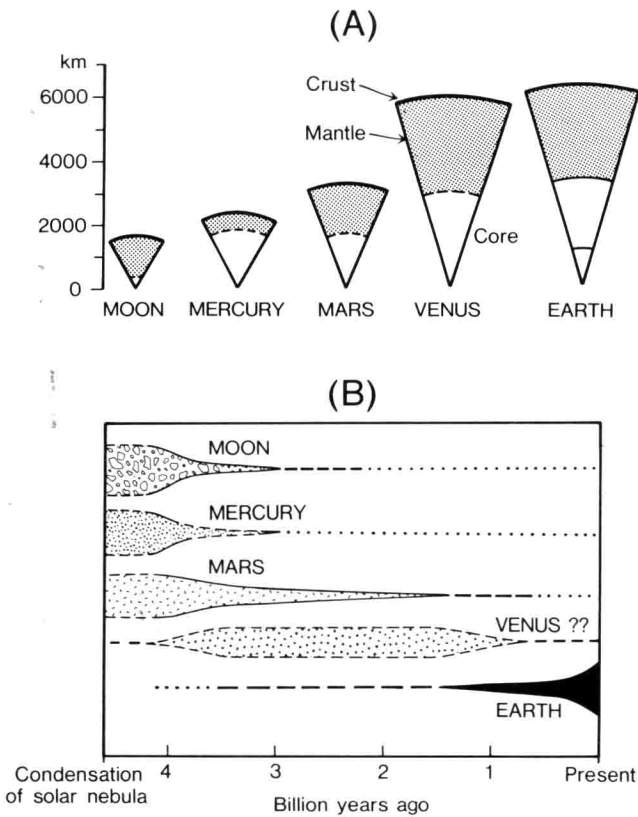 (A)
km
6000
4000
2000
0
Crust
Mantle
Core
MOON MERCURY MARS VENUS EARTH
(B)
MOON
MERCURY
MARS
VENUS ??
EARTH
Condensation of solar nebula
4 3 2 1 Present
Billion years ago